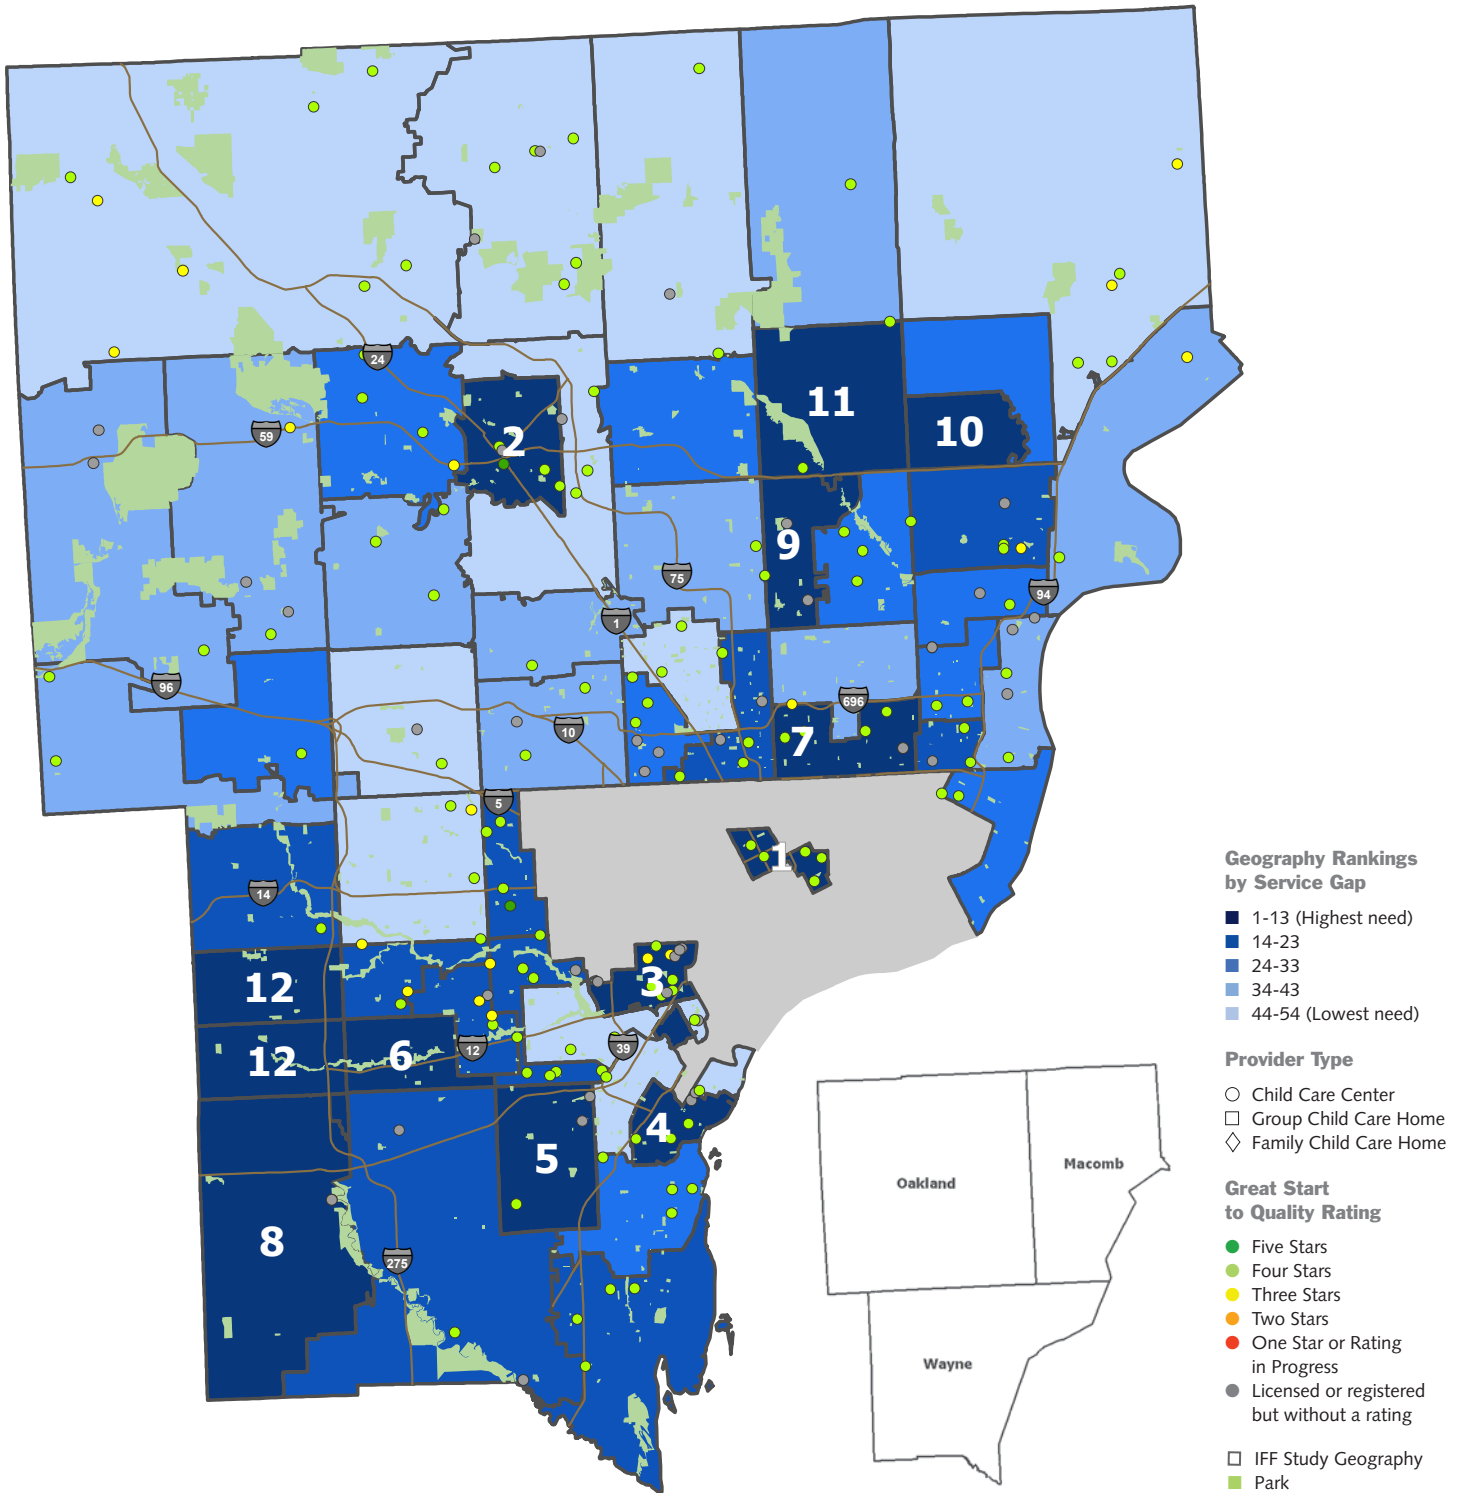 24
2
11
10
59
9
75
1
94
96
696
10
7
5
1
14
3
12
12
6
12
39
4
5
8
275
Geography Rankings
by Service Gap
1-13 (Highest need)
14-23
24-33
34-43
44-54 (Lowest need)
Provider Type
Child Care Center
Group Child Care Home
Family Child Care Home
Great Start
to Quality Rating
Five Stars
Four Stars
Three Stars
Two Stars
One Star or Rating
in Progress
Licensed or registered
but without a rating
IFF Study Geography
Park
Oakland
Macomb
Wayne